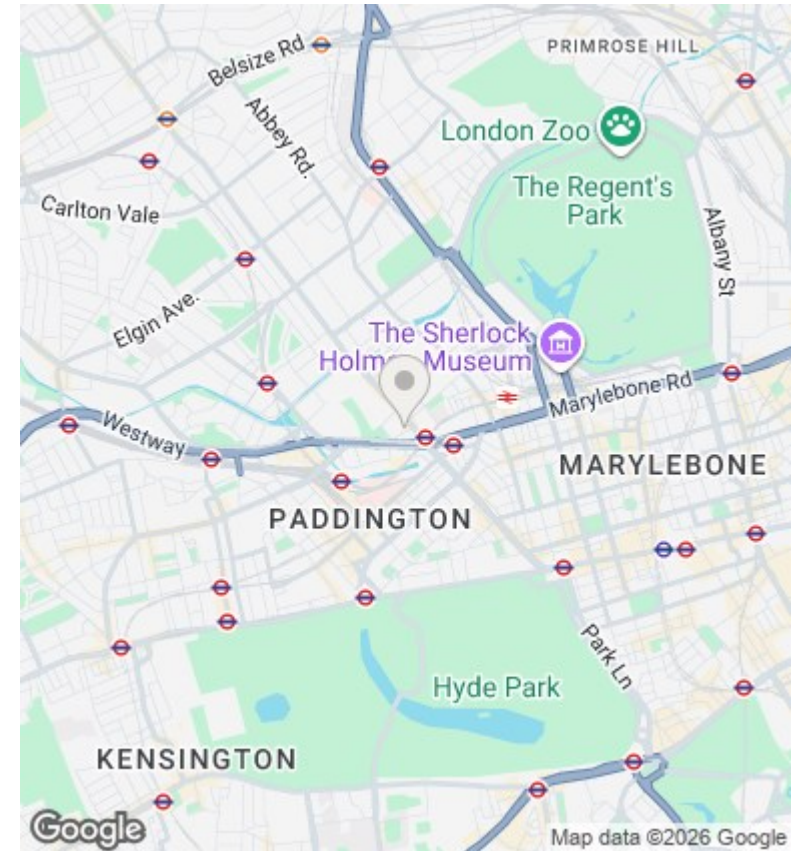 PRIMROSE HILL
Belsize Rd
Abbey Rd.
London Zoo
The Regent's
Park
Carlton Vale
Albany St
Elgin Ave.
The Sherlock
Holmes Museum
Marylebone Rd
Westway
MARYLEBONE
PADDINGTON
Park Ln
Hyde Park
KENSINGTON
Google
Map data ©2026 Google